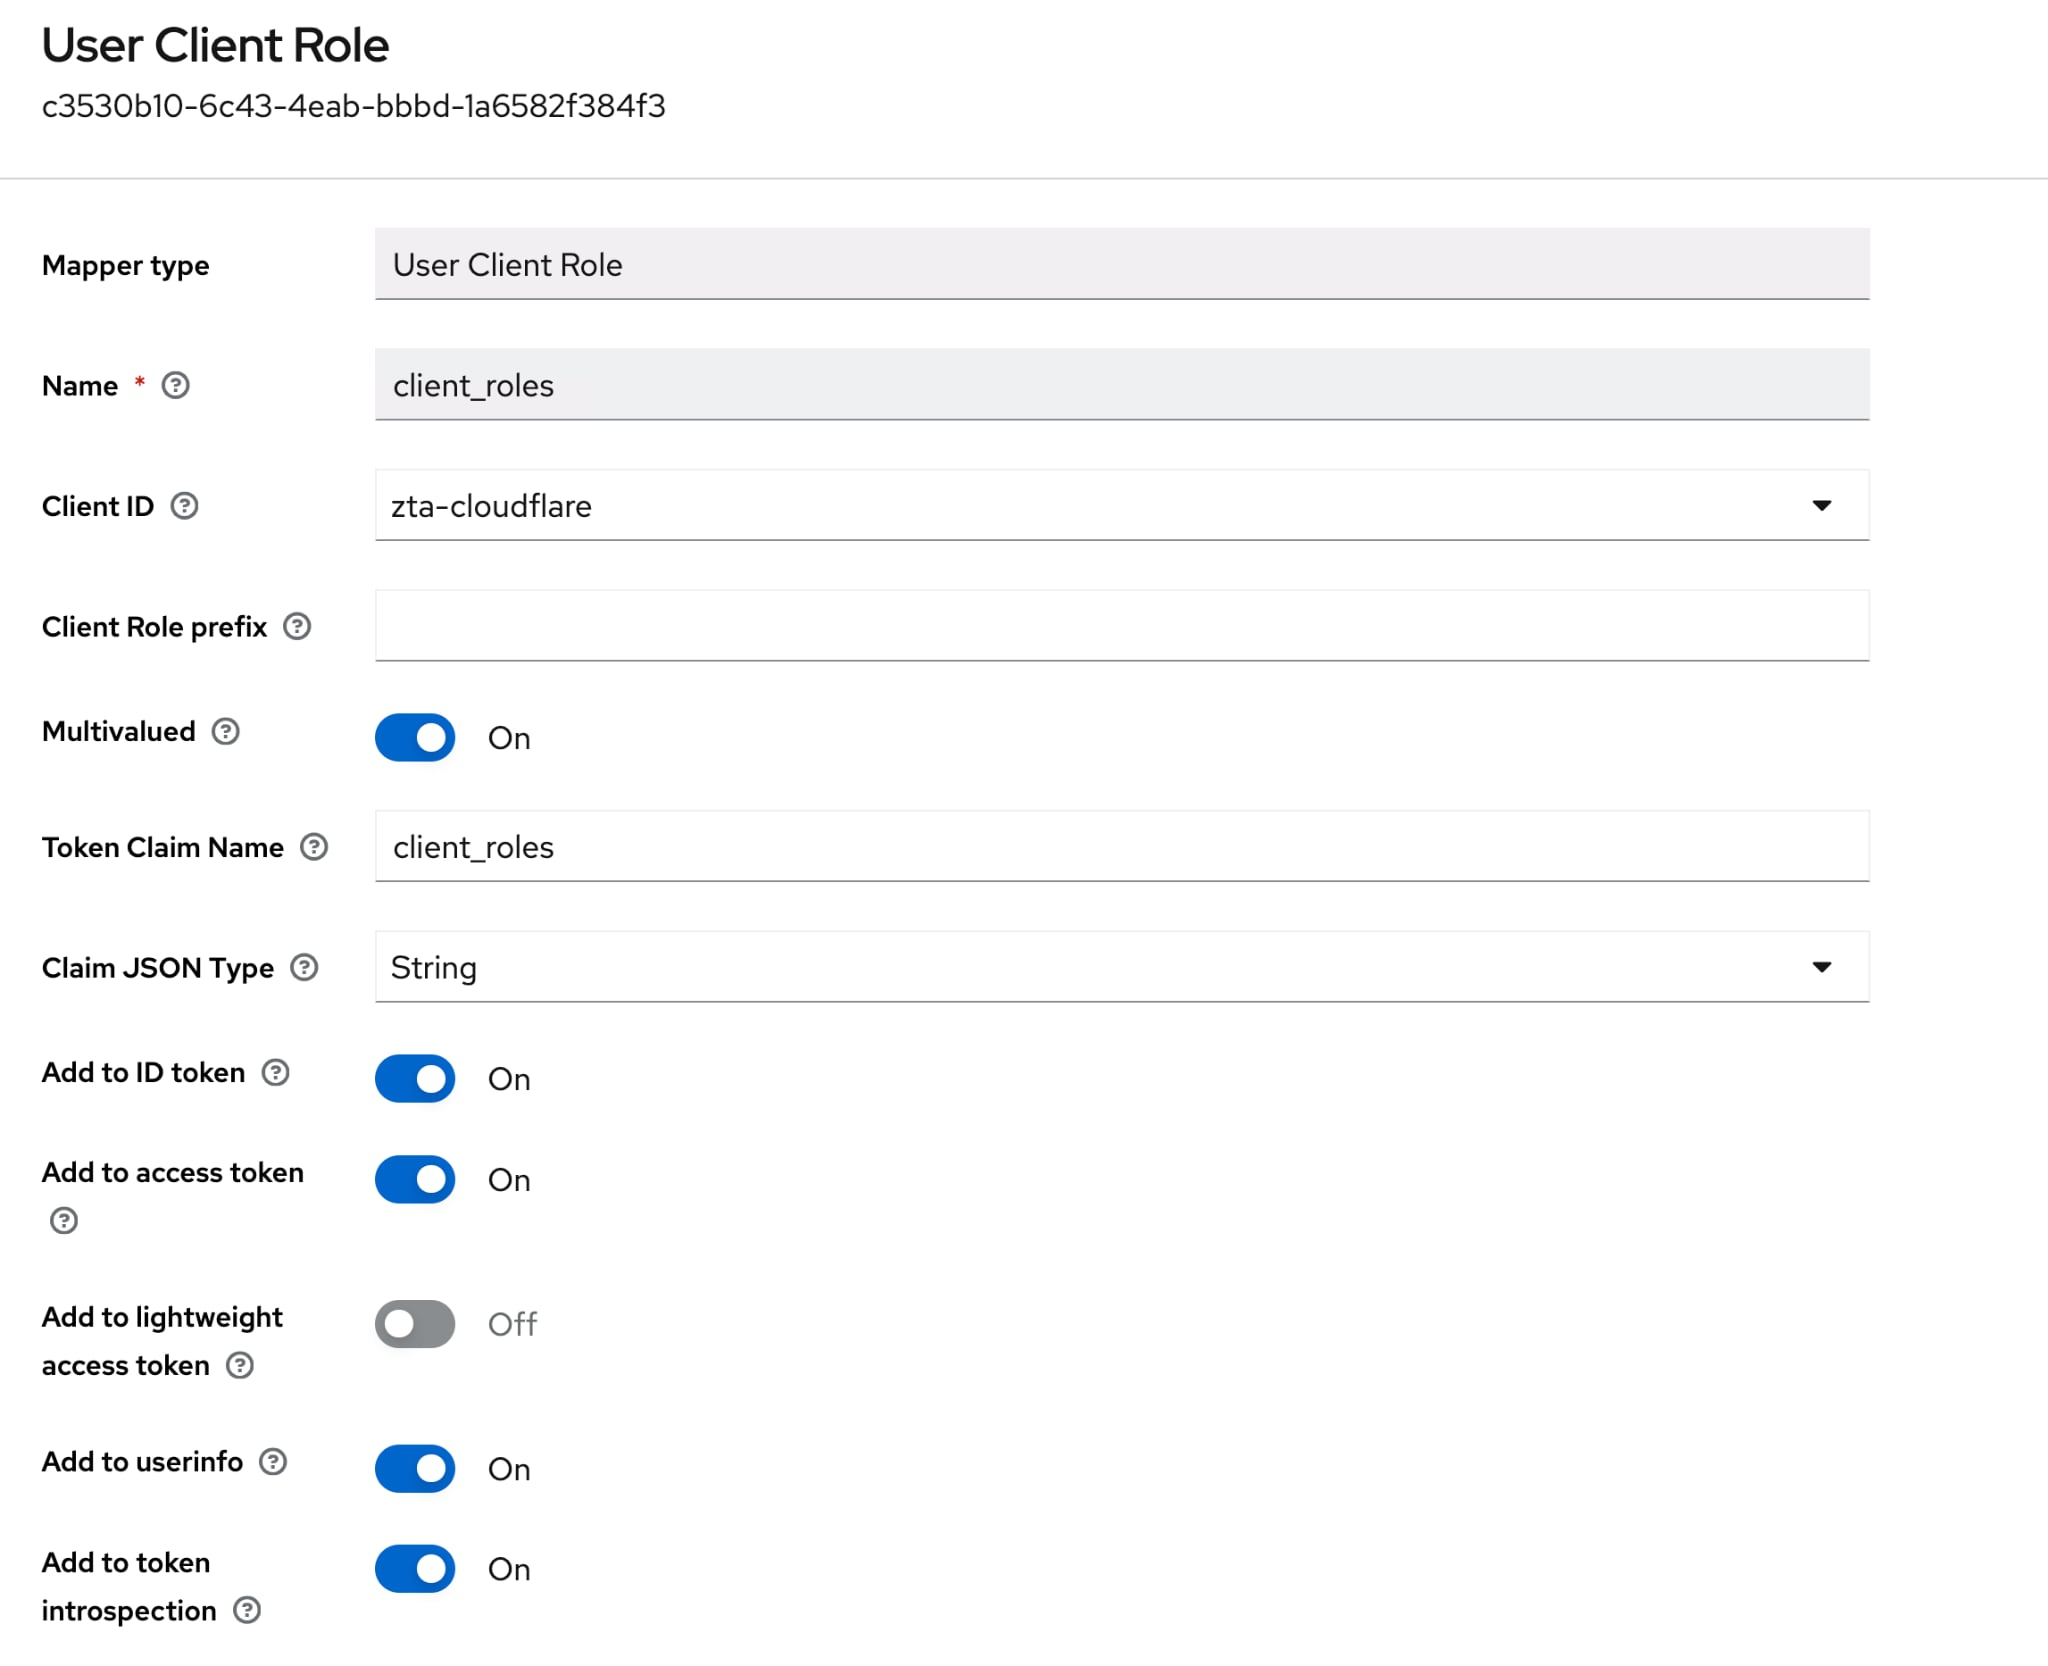 User Client Role
c3530b10-6c43-4eab-bbbd-1a6582f384f3
Mapper type
User Client Role
Name *
client_roles
Client ID
zta-cloudflare
Client Role prefix
Multivalued
On
Token Claim Name
client_roles
Claim JSON Type
String
Add to ID token
On
Add to access token
On
Add to lightweight
access token
Off
Add to userinfo
On
Add to token
introspection
On